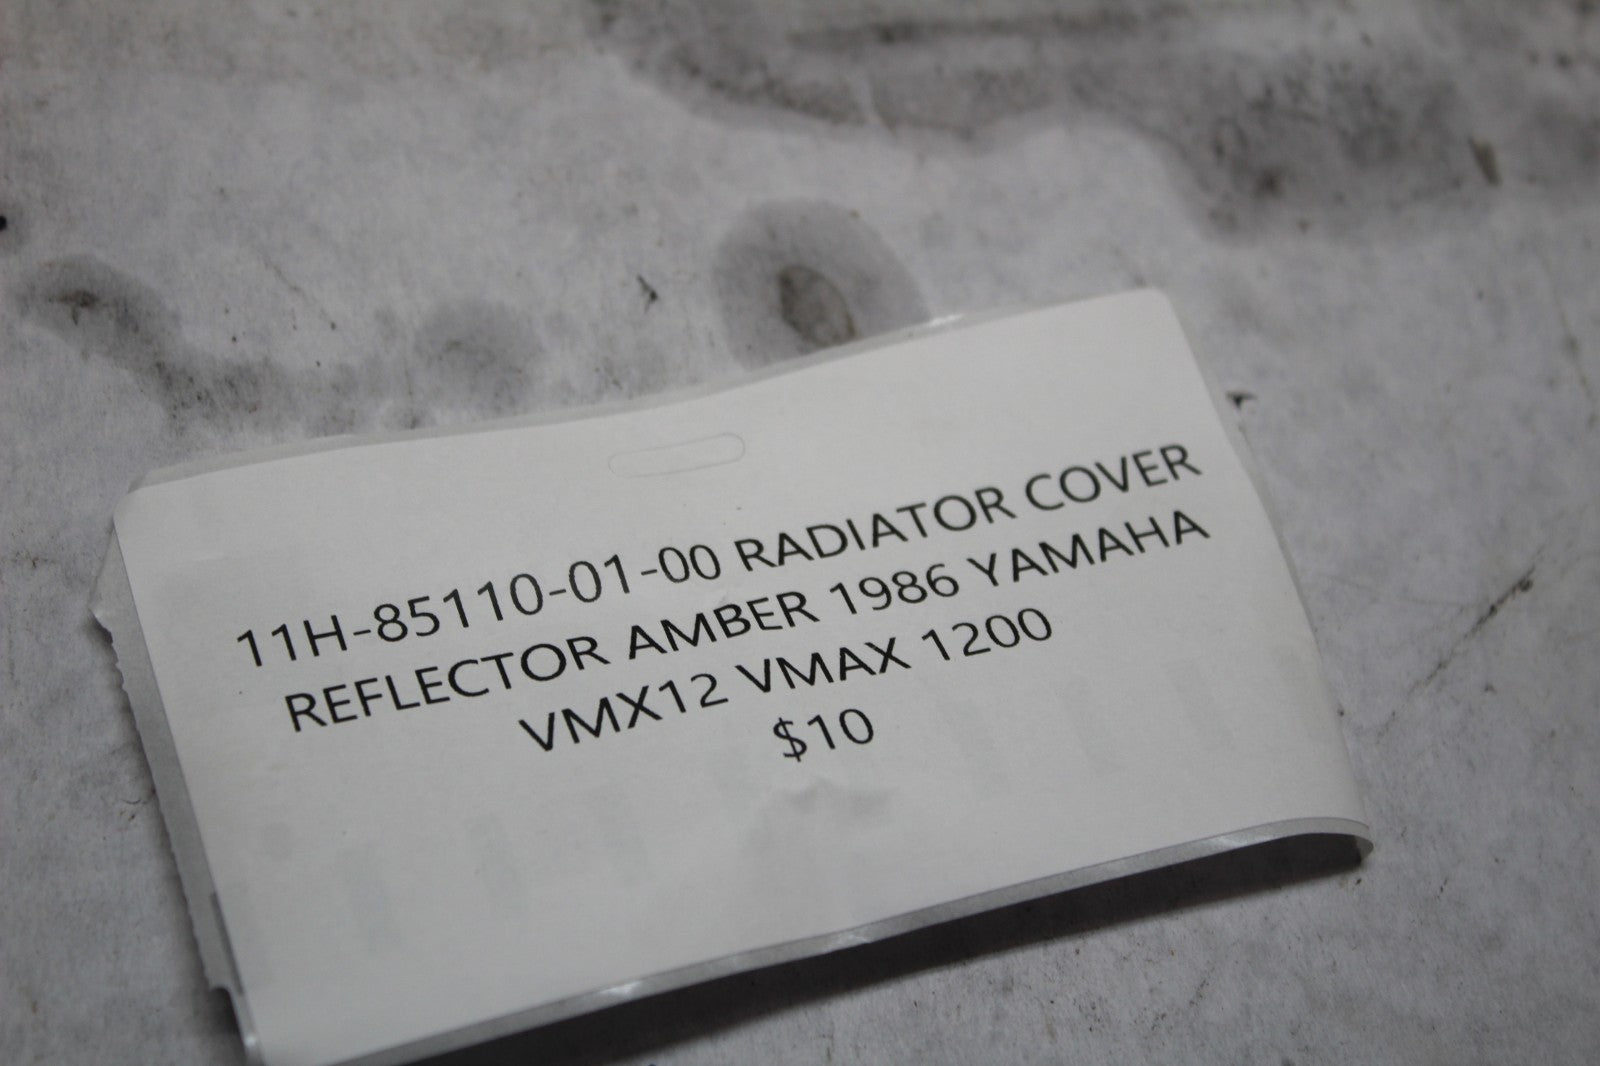 11H-85110-01-00 RADIATOR COVER
REFLECTOR AMBER 1986 YAMAHA
VMX12 VMAX 1200
$10